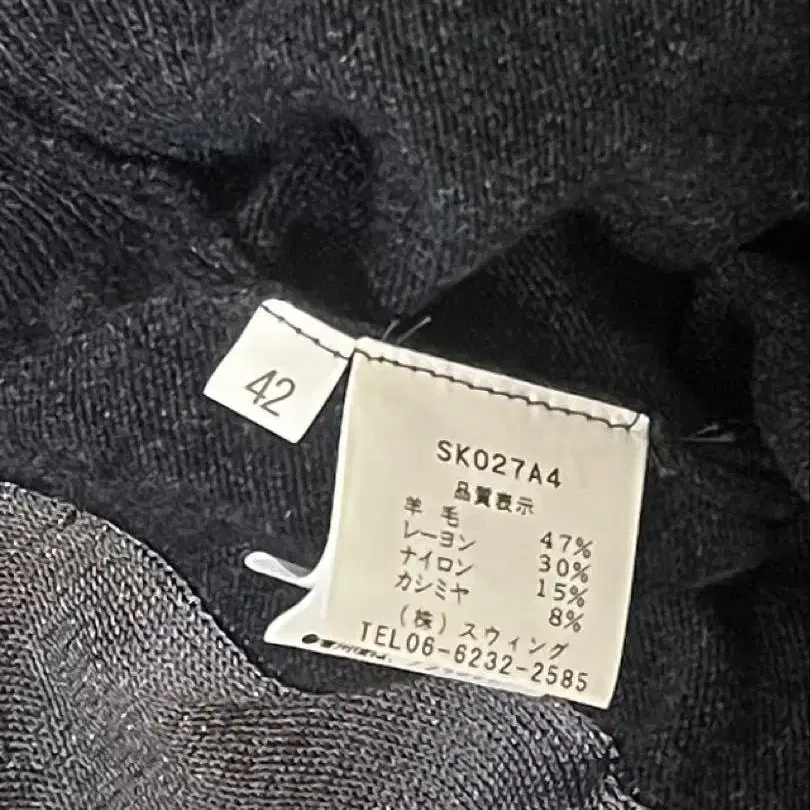 42
SK027A4
品質表示
羊毛 47%
レーヨン 30%
ナイロン 15%
カシミヤ 8%
(株)スウィング
TEL06-6232-2585